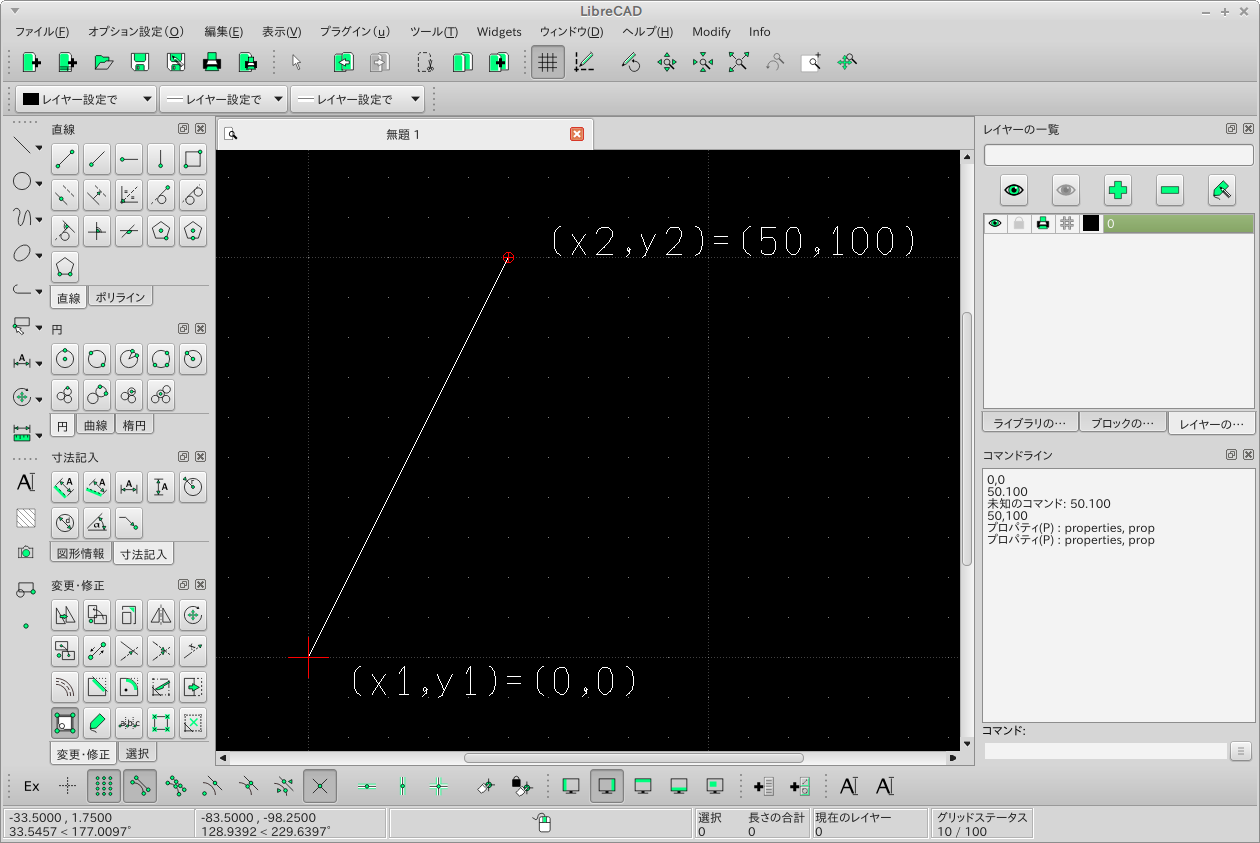 LibreCAD
ファイル(F) オプション設定(O) 編集(E) 表示(V) プラグイン(u) ツール(T) Widgets ウィンドウ(D) ヘルプ(H) Modify Info
レイヤー設定で レイヤー設定で レイヤー設定で
直線
直線 ポリライン
円
円 曲線 楕円
寸法記入
図形情報 寸法記入
変更・修正
変更・修正 選択
無題 1
(x2,y2)=(50,100)
(x1,y1)=(0,0)
レイヤーの一覧
0
ライブラリの… ブロックの… レイヤーの…
コマンドライン
0,0
50.100
未知のコマンド: 50.100
50,100
プロパティ(P) : properties, prop
プロパティ(P) : properties, prop
コマンド:
Ex
-33.5000 , 1.7500
33.5457 < 177.0097°
-83.5000 , -98.2500
128.9392 < 229.6397°
選択 長さの合計
0 0
現在のレイヤー
0
グリッドステータス
10 / 100